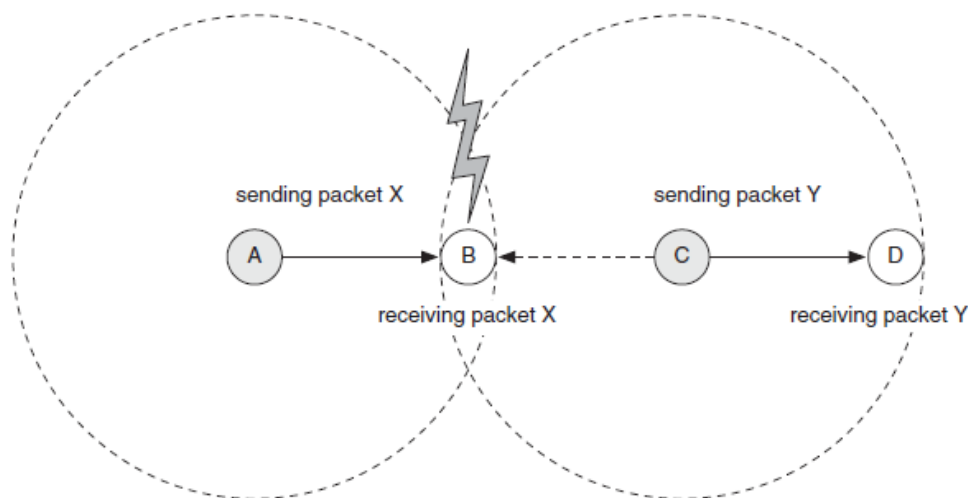 sending packet X
sending packet Y
A
B
C
D
receiving packet X
receiving packet Y